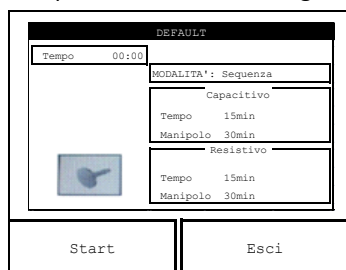 DEFAULT
Tempo 00:00
MODALITA': Sequenza
Capacitivo
Tempo 15min
Manipolo 30min
Resistivo
Tempo 15min
Manipolo 30min
Start Esci